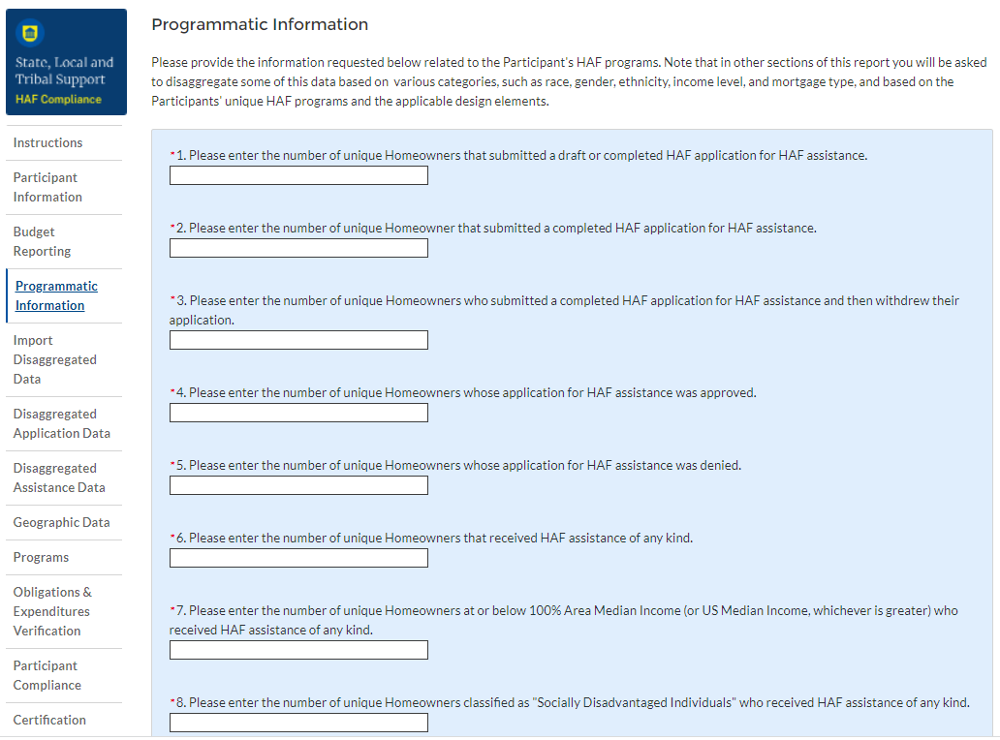 State, Local and
Tribal Support
HAF Compliance
Instructions
Participant
Information
Budget
Reporting
Programmatic
Information
Import
Disaggregated
Data
Disaggregated
Application Data
Disaggregated
Assistance Data
Geographic Data
Programs
Obligations &
Expenditures
Verification
Participant
Compliance
Certification
Programmatic Information
Please provide the information requested below related to the Participant's HAF programs. Note that in other sections of this report you will be asked
to disaggregate some of this data based on various categories, such as race, gender, ethnicity, income level, and mortgage type, and based on the
Participants' unique HAF programs and the applicable design elements.
*1. Please enter the number of unique Homeowners that submitted a draft or completed HAF application for HAF assistance.
*2. Please enter the number of unique Homeowner that submitted a completed HAF application for HAF assistance.
*3. Please enter the number of unique Homeowners who submitted a completed HAF application for HAF assistance and then withdrew their
application.
*4. Please enter the number of unique Homeowners whose application for HAF assistance was approved.
*5. Please enter the number of unique Homeowners whose application for HAF assistance was denied.
*6. Please enter the number of unique Homeowners that received HAF assistance of any kind.
*7. Please enter the number of unique Homeowners at or below 100% Area Median Income (or US Median Income, whichever is greater) who
received HAF assistance of any kind.
*8. Please enter the number of unique Homeowners classified as "Socially Disadvantaged Individuals" who received HAF assistance of any kind.